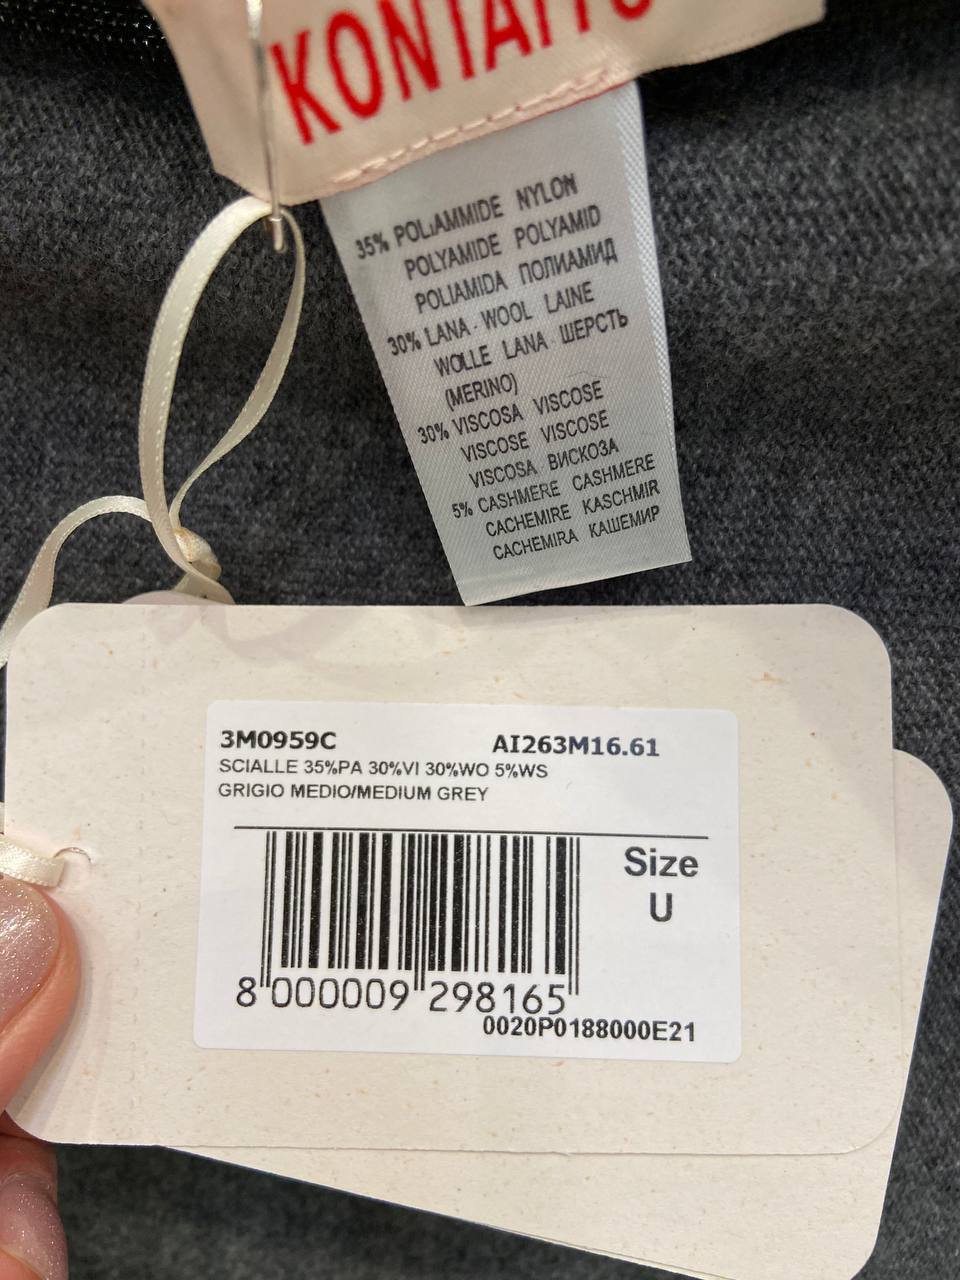 KONTATTO
35% POLIAMMIDE NYLON
POLYAMIDE POLYAMID
POLIAMIDA ПОЛИАМИД
30% LANA - WOOL LAINE
WOLLE LANA ШЕРСТЬ
(MERINO)
30% VISCOSA VISCOSE
VISCOSE VISCOSE
VISCOSA ВИСКОЗА
5% CASHMERE CASHMERE
CACHEMIRE KASCHMIR
CACHEMIRA КАШЕМИР
3M0959C AI263M16.61
SCIALLE 35%PA 30%VI 30%WO 5%WS
GRIGIO MEDIO/MEDIUM GREY
Size
U
8 000009 298165
0020P0188000E21